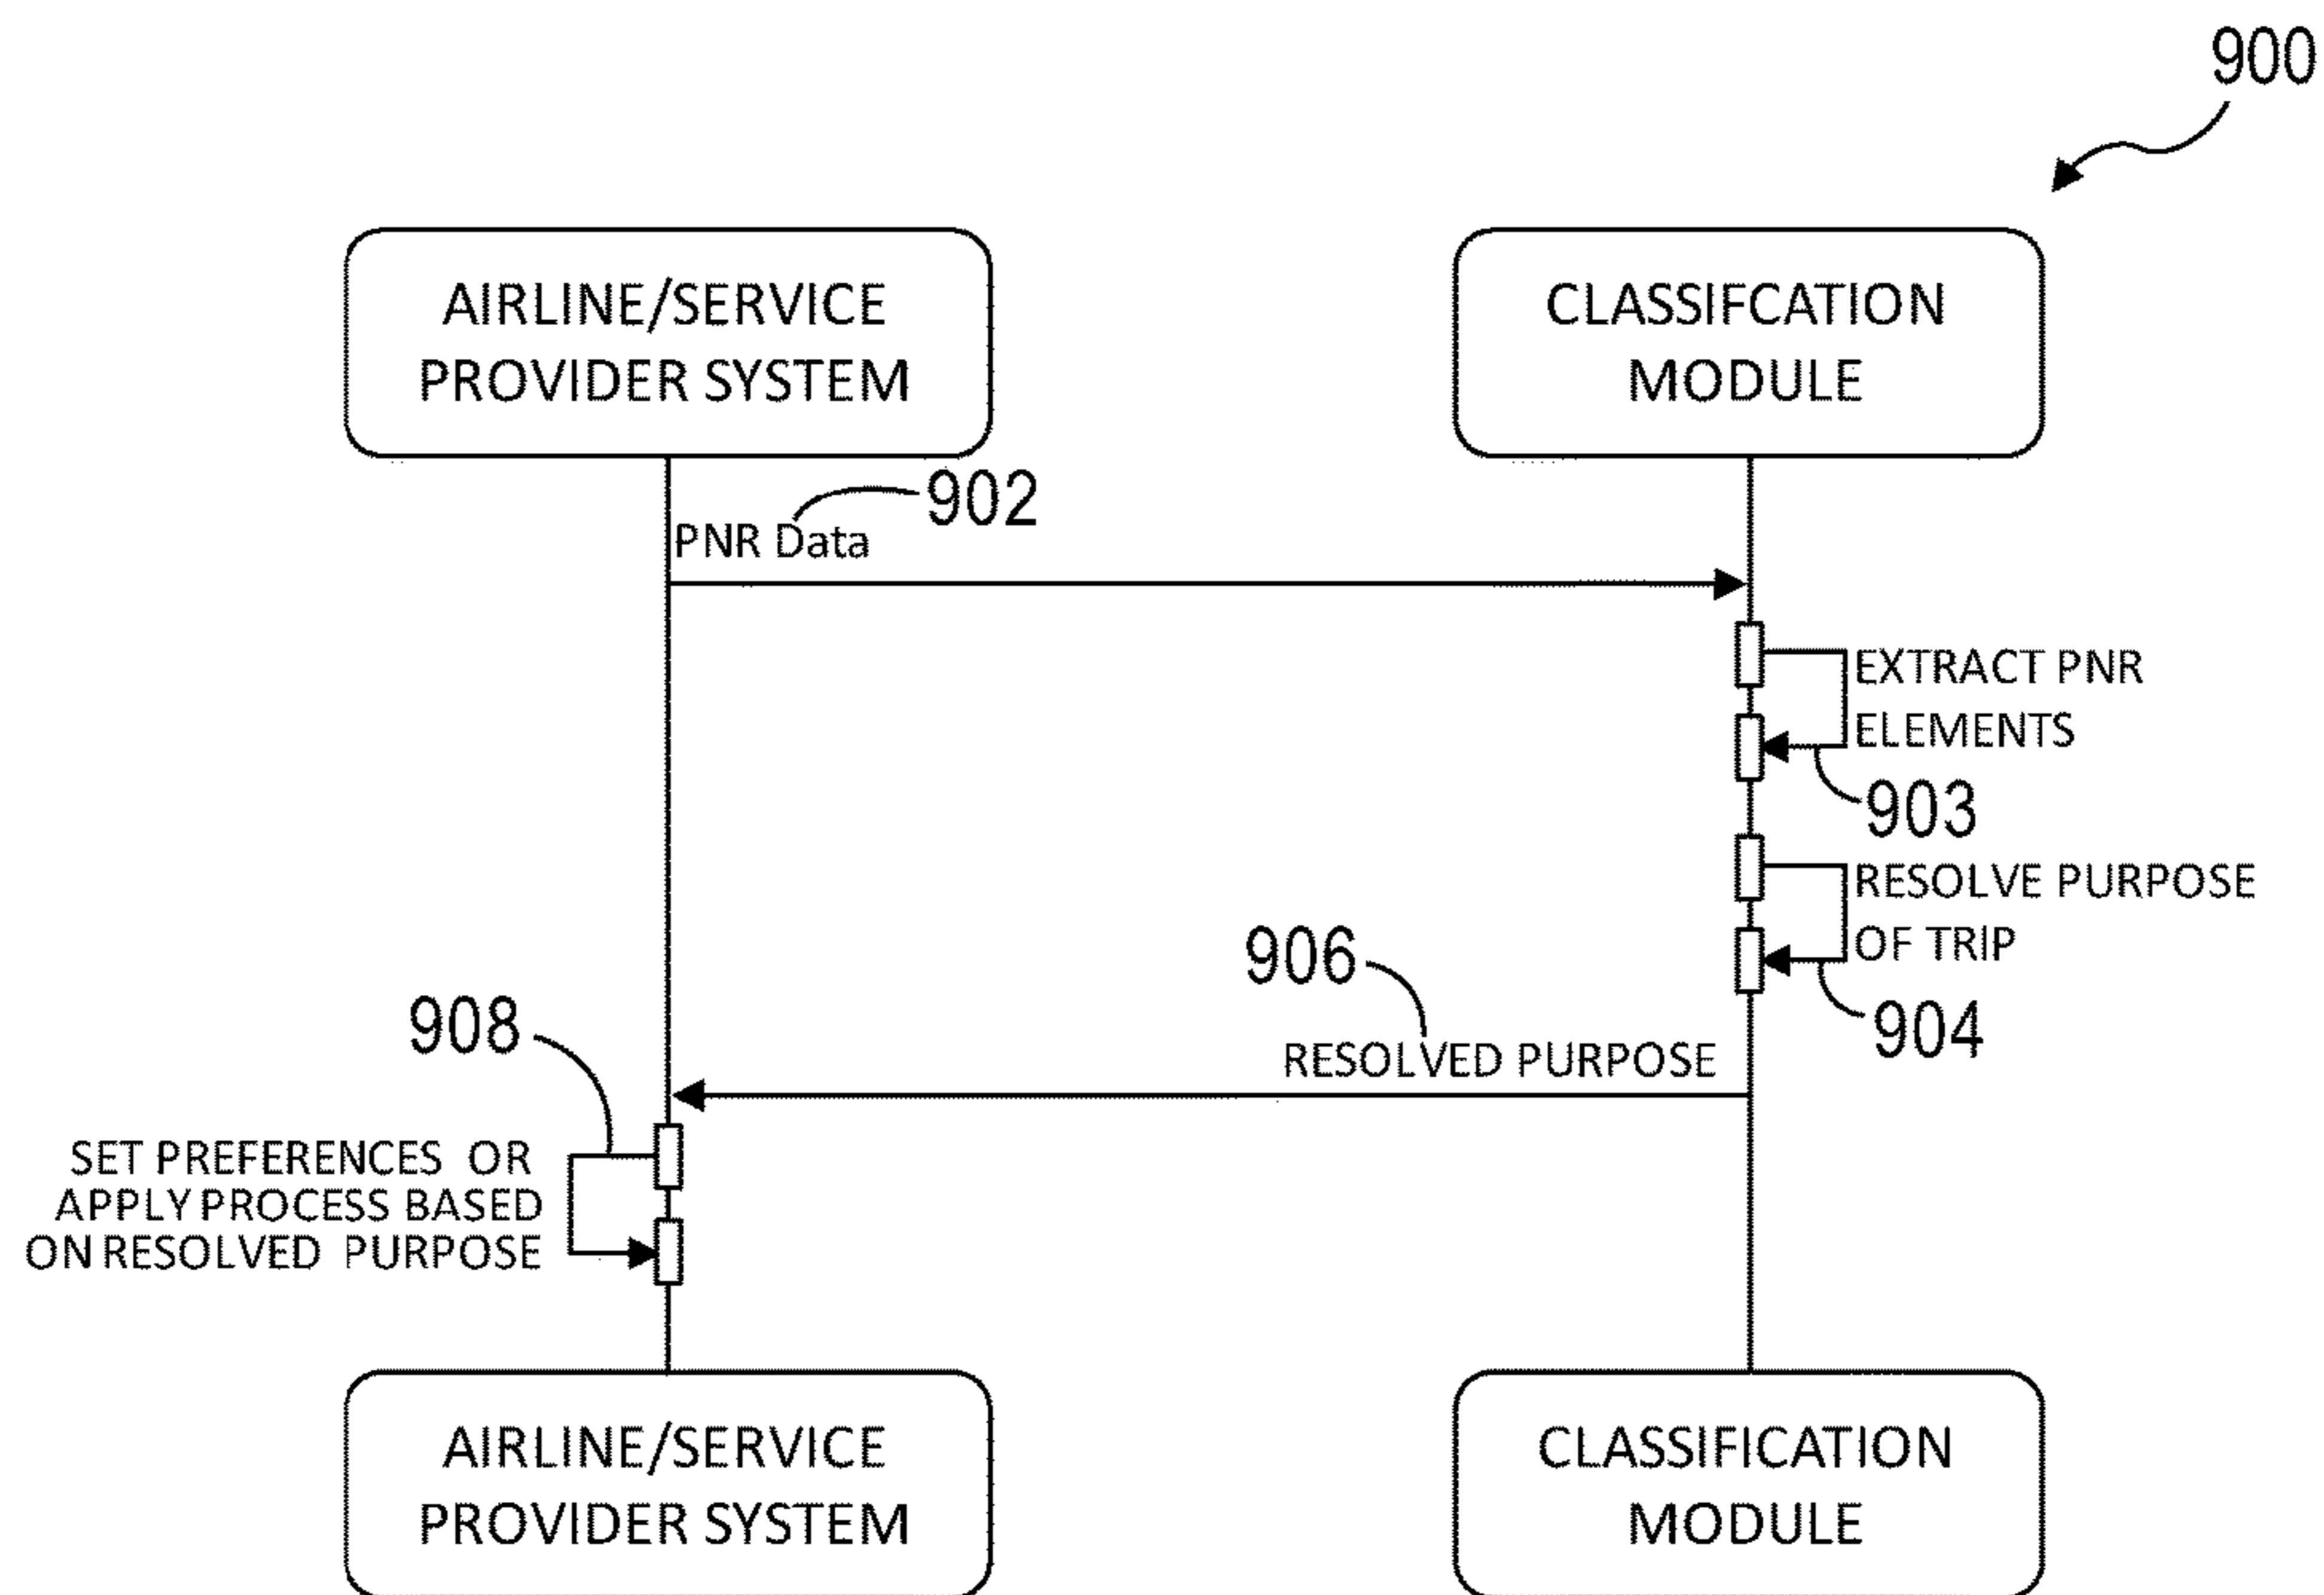 900
AIRLINE/SERVICE
PROVIDER SYSTEM
CLASSIFCATION
MODULE
902
PNR Data
EXTRACT PNR
ELEMENTS
903
RESOLVE PURPOSE
OF TRIP
904
906
RESOLVED PURPOSE
908
SET PREFERENCES OR
APPLY PROCESS BASED
ON RESOLVED PURPOSE
AIRLINE/SERVICE
PROVIDER SYSTEM
CLASSIFICATION
MODULE